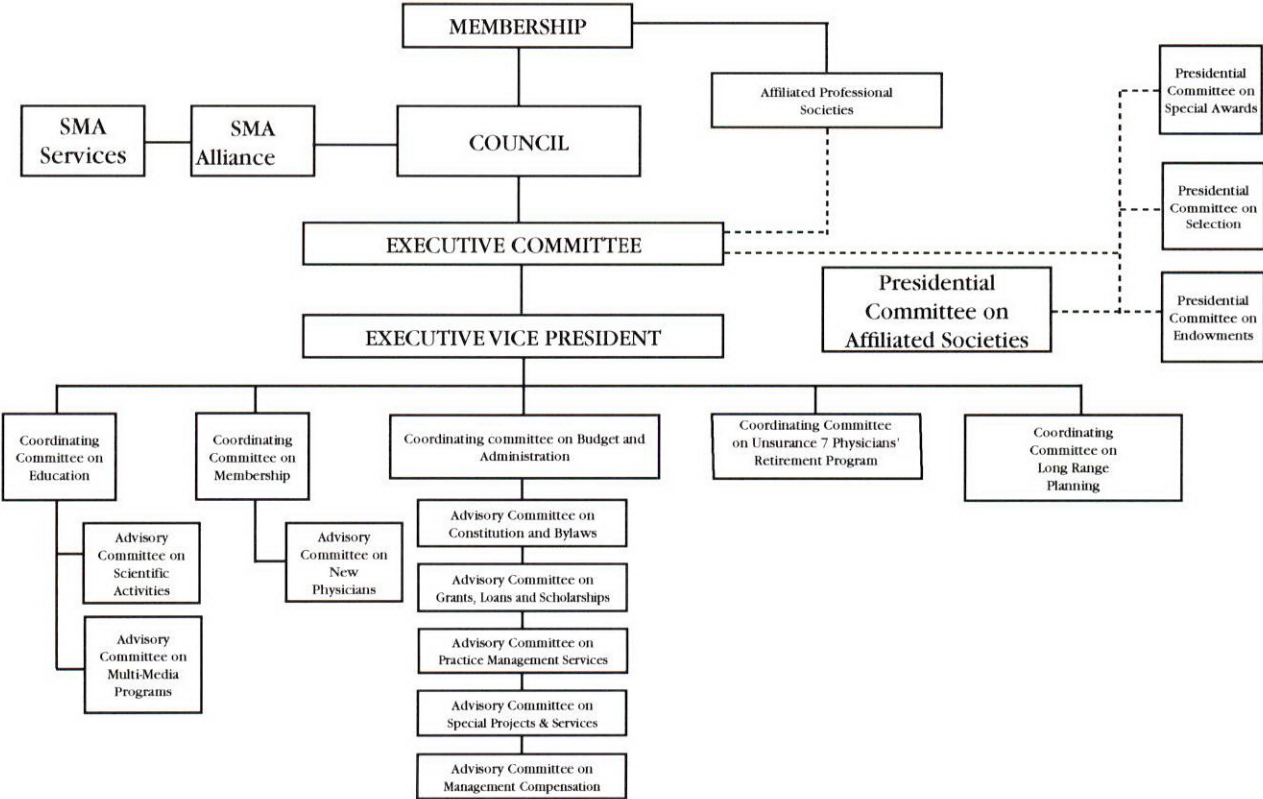 MEMBERSHIP
Affiliated Professional
Societies
Presidential
Committee on
Special Awards
SMA
Services
SMA
Alliance
COUNCIL
Presidential
Committee on
Selection
EXECUTIVE COMMITTEE
Presidential
Committee on
Affiliated Societies
Presidential
Committee on
Endowments
EXECUTIVE VICE PRESIDENT
Coordinating
Committee on
Education
Coordinating
Committee on
Membership
Coordinating committee on Budget and
Administration
Coordinating Committee
on Unsurance 7 Physicians'
Retirement Program
Coordinating
Committee on
Long Range
Planning
Advisory
Committee on
Scientific
Activities
Advisory
Committee on
Multi-Media
Programs
Advisory
Committee on
New
Physicians
Advisory Committee on
Constitution and Bylaws
Advisory Committee on
Grants, Loans and Scholarships
Advisory Committee on
Practice Management Services
Advisory Committee on
Special Projects & Services
Advisory Committee on
Management Compensation